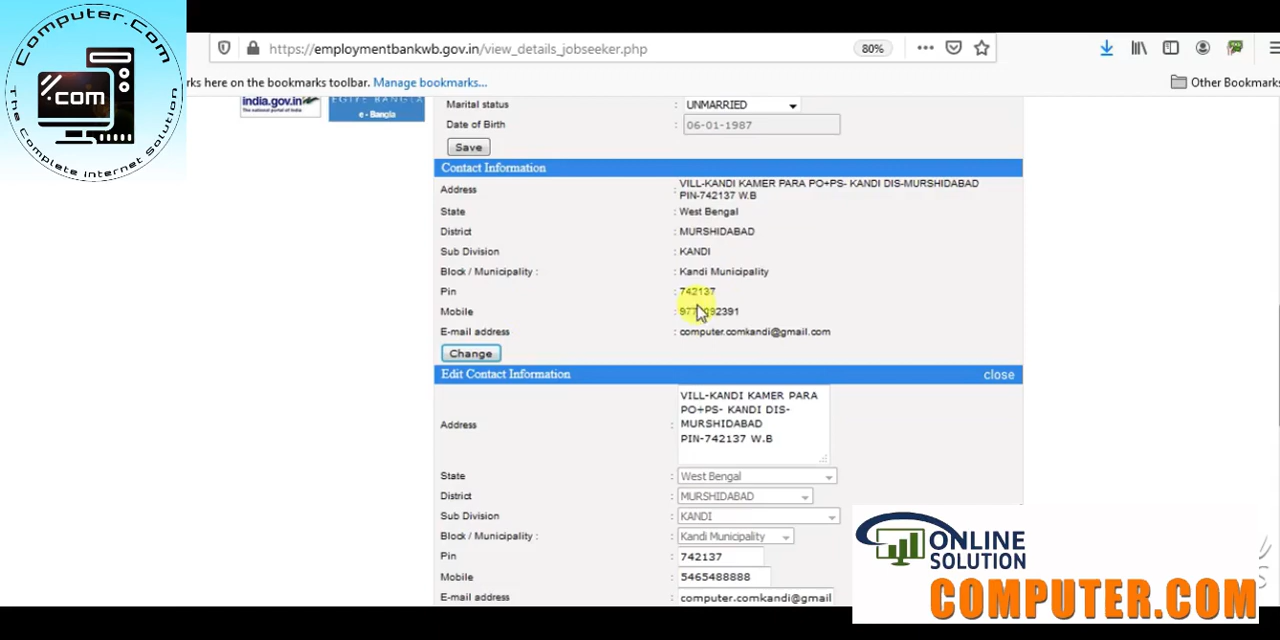 Computer.Com
The Complete Internet Solution
.com
https://employmentbankwb.gov.in/view_details_jobseeker.php
80%
rks here on the bookmarks toolbar. Manage bookmarks...
Other Bookmarks
india.gov.in
EGIYE BANGLA
e - Bangla
Marital status : UNMARRIED
Date of Birth : 06-01-1987
Save
Contact Information
Address : VILL-KANDI KAMER PARA PO+PS- KANDI DIS-MURSHIDABAD
PIN-742137 W.B
State : West Bengal
District : MURSHIDABAD
Sub Division : KANDI
Block / Municipality : : Kandi Municipality
Pin : 742137
Mobile :
E-mail address : computer.comkandi@gmail.com
Change
Edit Contact Information close
Address : VILL-KANDI KAMER PARA
PO+PS- KANDI DIS-
MURSHIDABAD
PIN-742137 W.B
State : West Bengal
District : MURSHIDABAD
Sub Division : KANDI
Block / Municipality : : Kandi Municipality
Pin : 742137
Mobile : 5465488888
E-mail address : computer.comkandi@gmail
ONLINE
SOLUTION
COMPUTER.COM